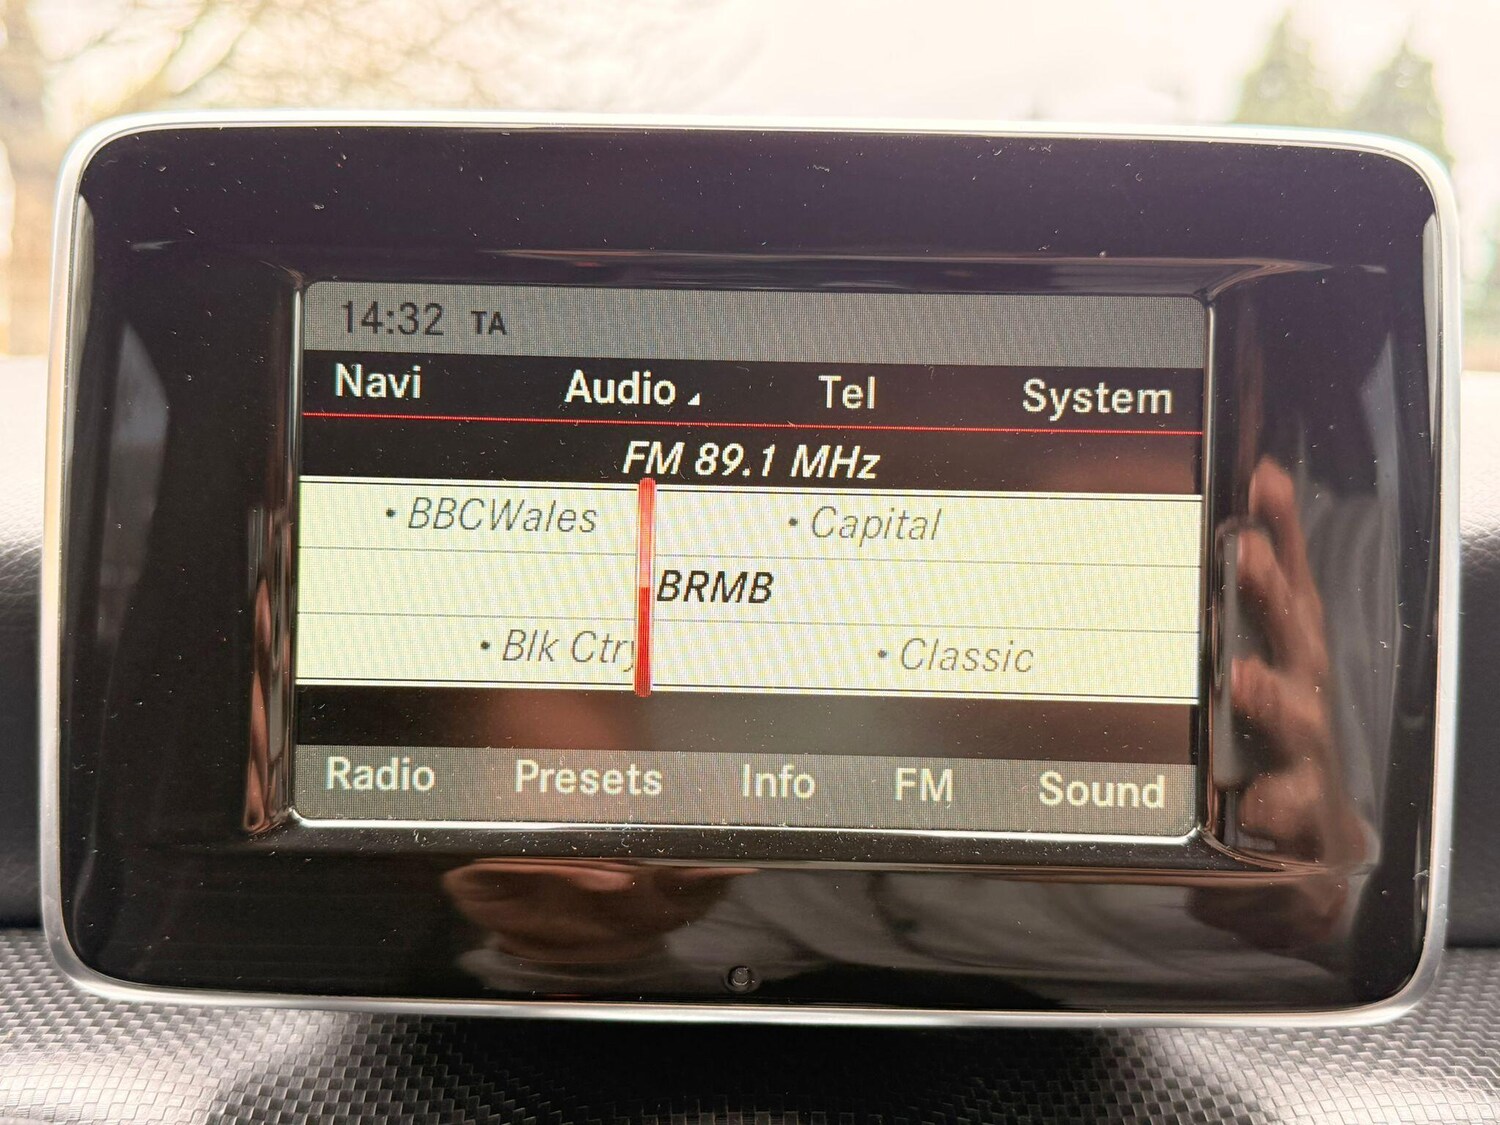 14:32 TA
Navi Audio Tel System
FM 89.1 MHz
• BBCWales • Capital
BRMB
• Blk Ctry • Classic
Radio Presets Info FM Sound